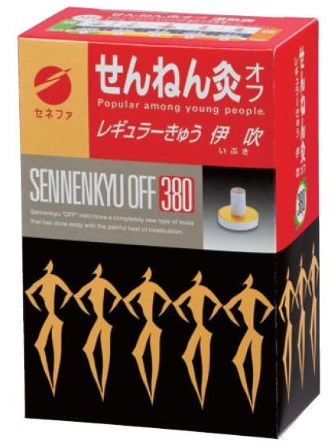 せんねん灸オフ
Popular among young people.
セネファ
レギュラーきゅう 伊吹
いぶき
SENNENKYU OFF 380
Sennenkyu "OFF" mild moxa a completely new type of moxa
that has done away with the painful heat of moxibustion.
380